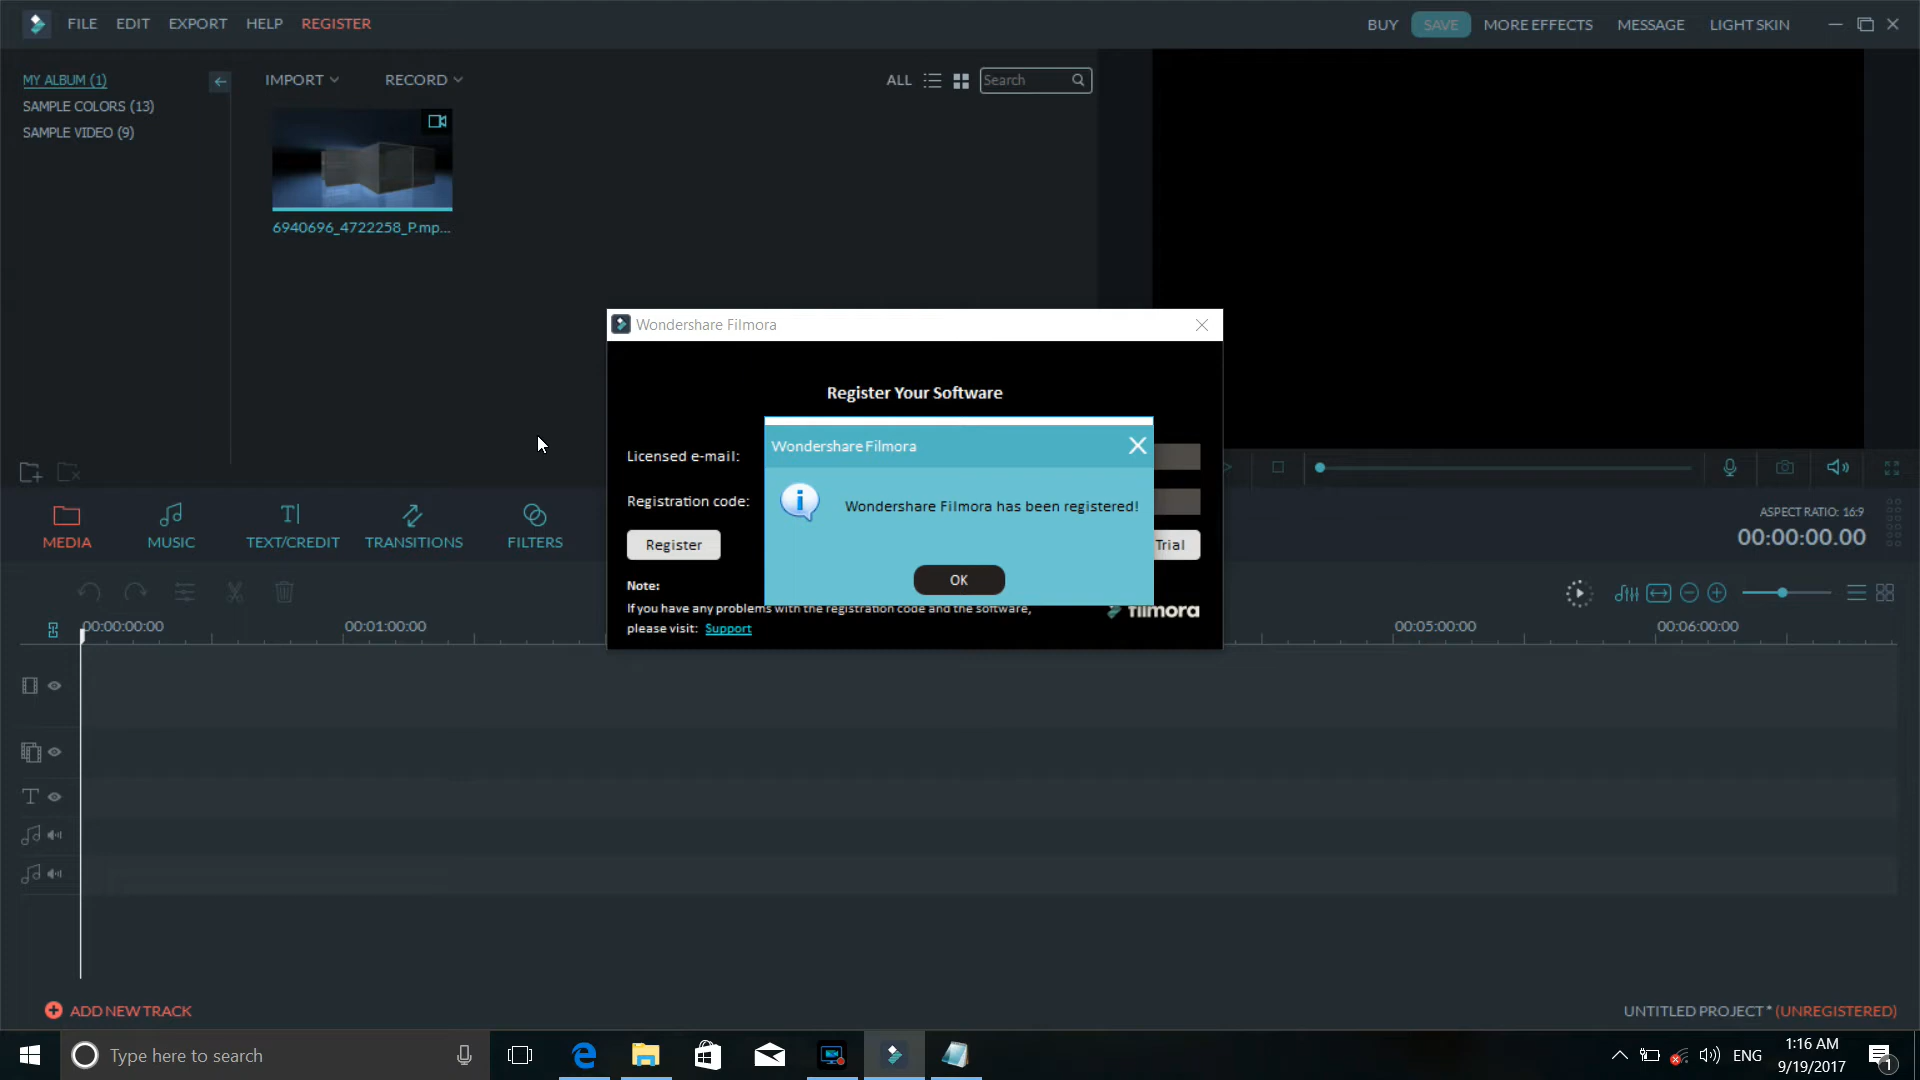 FILE EDIT EXPORT HELP REGISTER BUY SAVE MORE EFFECTS MESSAGE LIGHT SKIN
MY ALBUM (1)
SAMPLE COLORS (13)
SAMPLE VIDEO (9)
IMPORT RECORD ALL Search
6940696_4722258_P.mp...
Wondershare Filmora
Register Your Software
Licensed e-mail:
Registration code:
Register
Trial
Note:
If you have any problems with the registration code and the software,
please visit: Support
filmora
Wondershare Filmora
Wondershare Filmora has been registered!
OK
MEDIA MUSIC TEXT/CREDIT TRANSITIONS FILTERS
ASPECT RATIO: 16:9
00:00:00.00
00:00:00:00 00:01:00:00 00:05:00:00 00:06:00:00
ADD NEW TRACK
UNTITLED PROJECT * (UNREGISTERED)
Type here to search
ENG
1:16 AM
9/19/2017
1